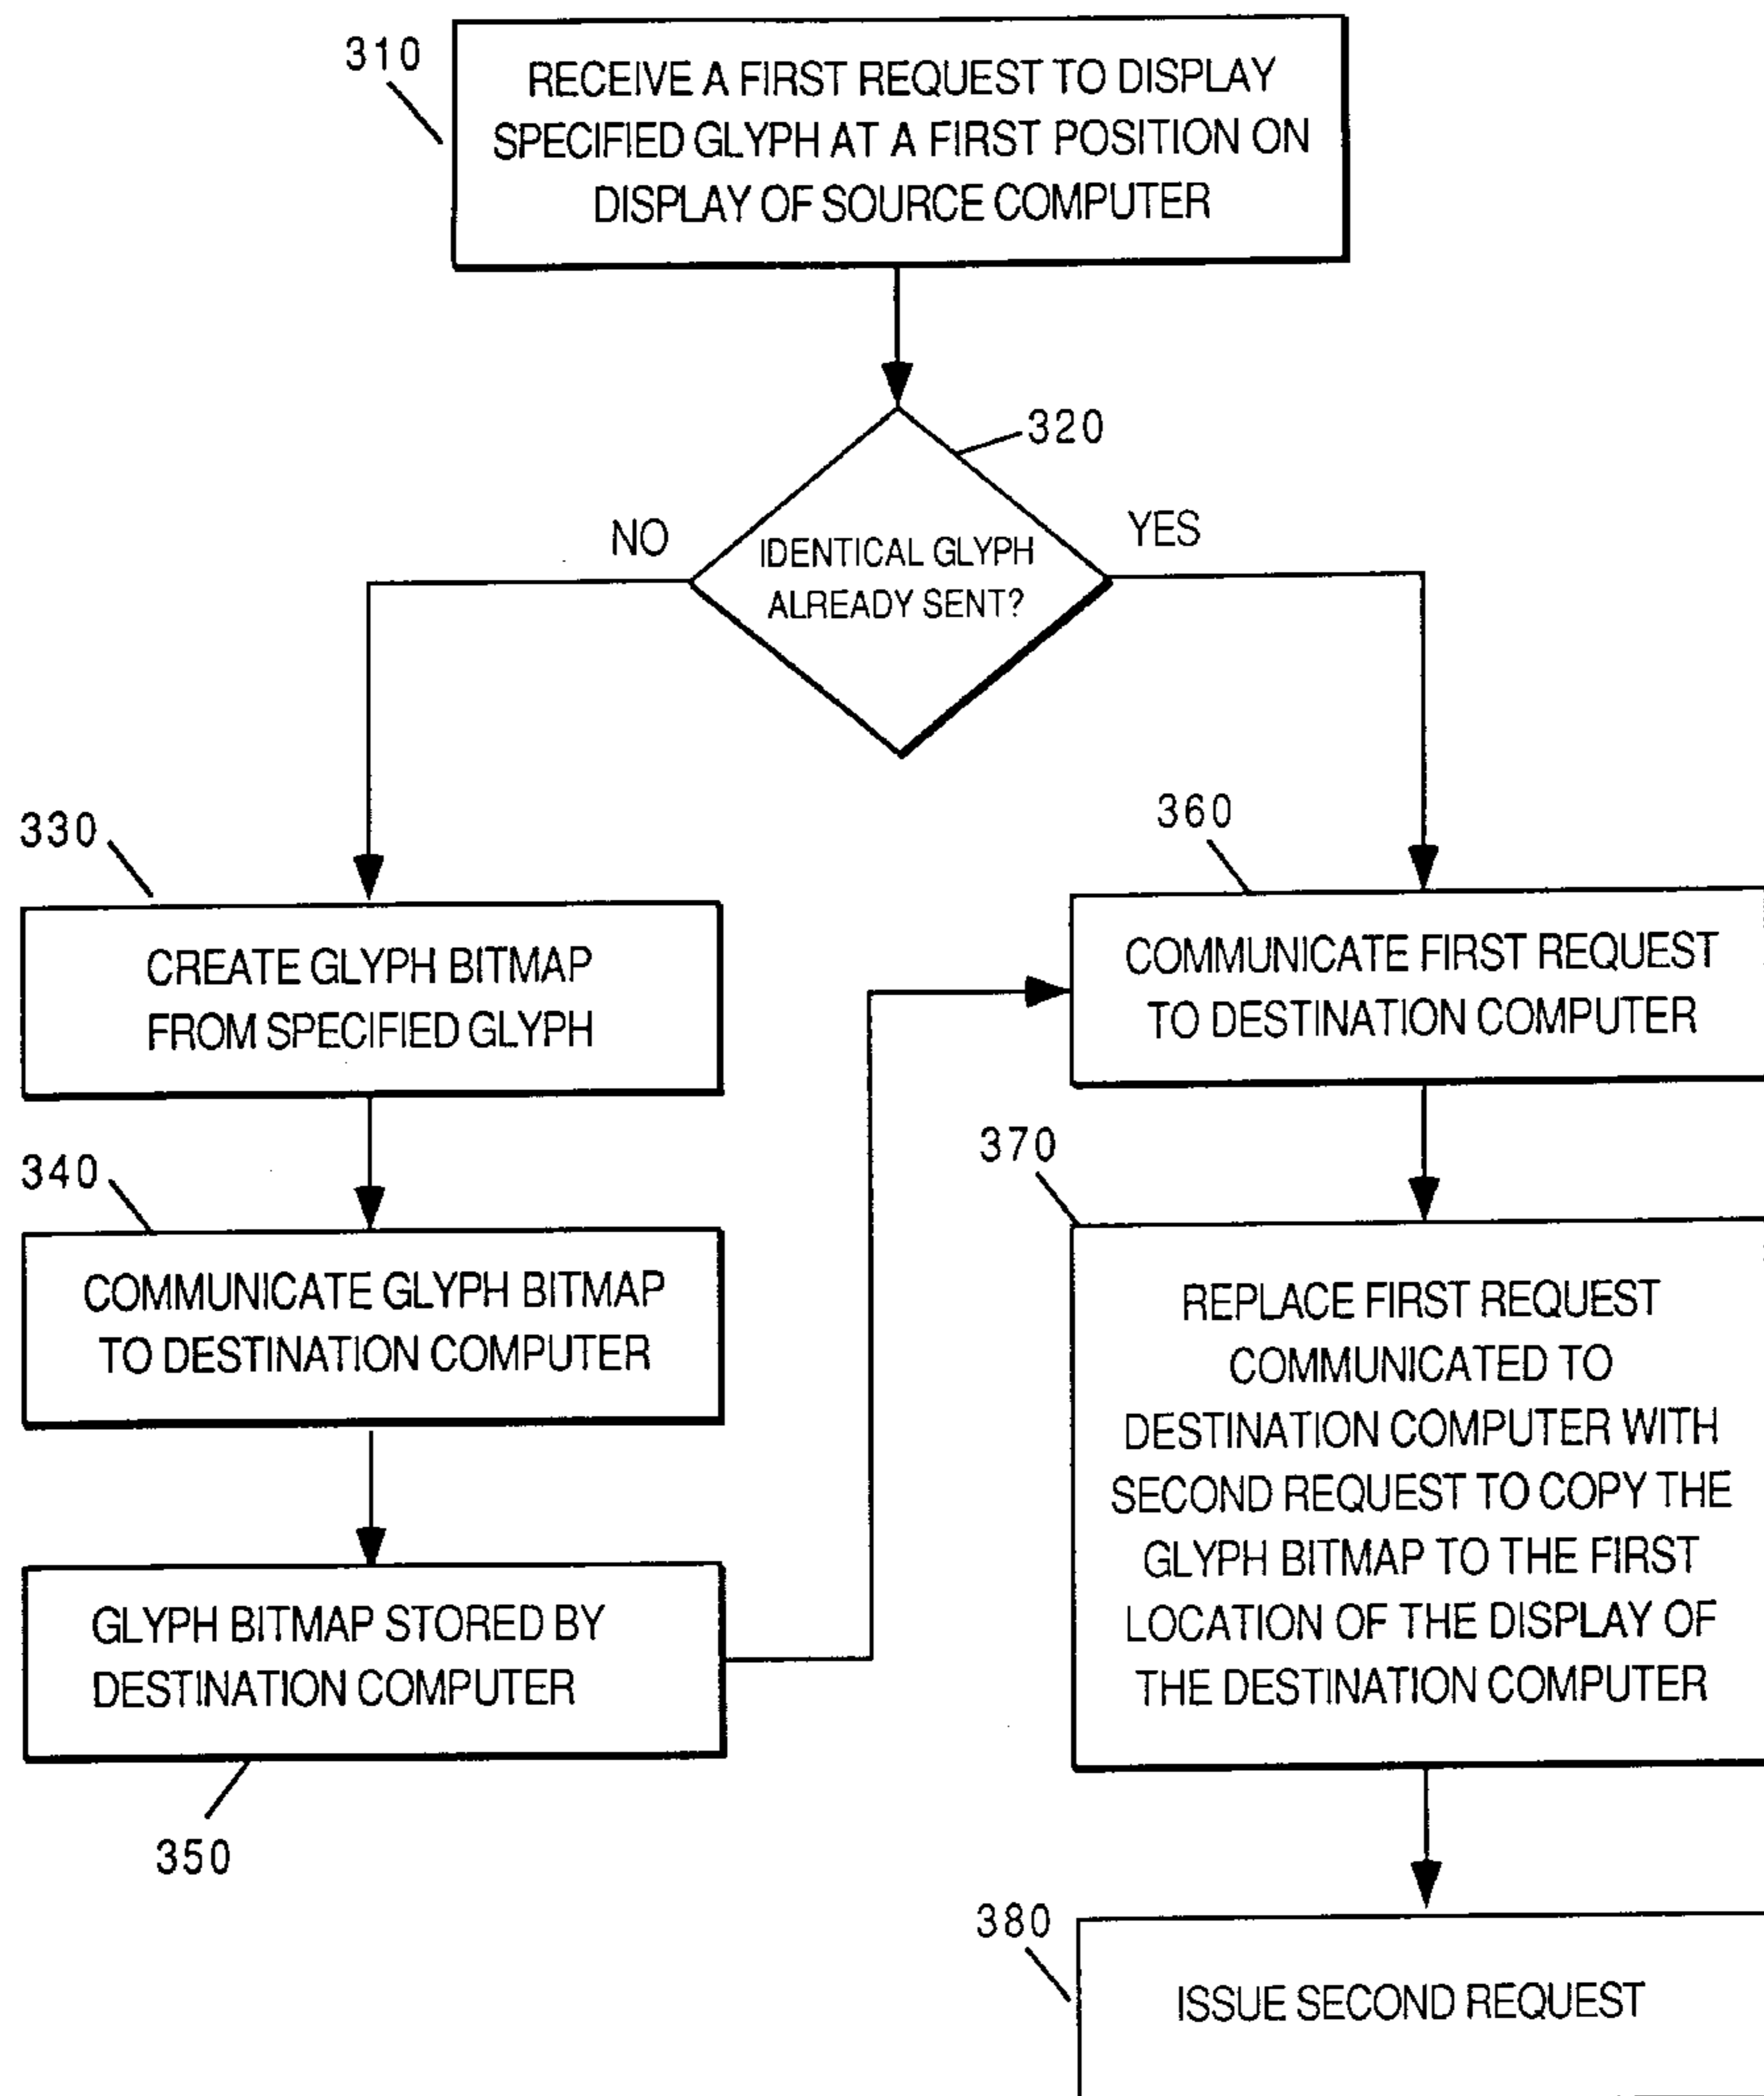 310
RECEIVE A FIRST REQUEST TO DISPLAY
SPECIFIED GLYPH AT A FIRST POSITION ON
DISPLAY OF SOURCE COMPUTER
320
NO
YES
IDENTICAL GLYPH
ALREADY SENT?
330
CREATE GLYPH BITMAP
FROM SPECIFIED GLYPH
340
COMMUNICATE GLYPH BITMAP
TO DESTINATION COMPUTER
GLYPH BITMAP STORED BY
DESTINATION COMPUTER
350
360
COMMUNICATE FIRST REQUEST
TO DESTINATION COMPUTER
370
REPLACE FIRST REQUEST
COMMUNICATED TO
DESTINATION COMPUTER WITH
SECOND REQUEST TO COPY THE
GLYPH BITMAP TO THE FIRST
LOCATION OF THE DISPLAY OF
THE DESTINATION COMPUTER
380
ISSUE SECOND REQUEST